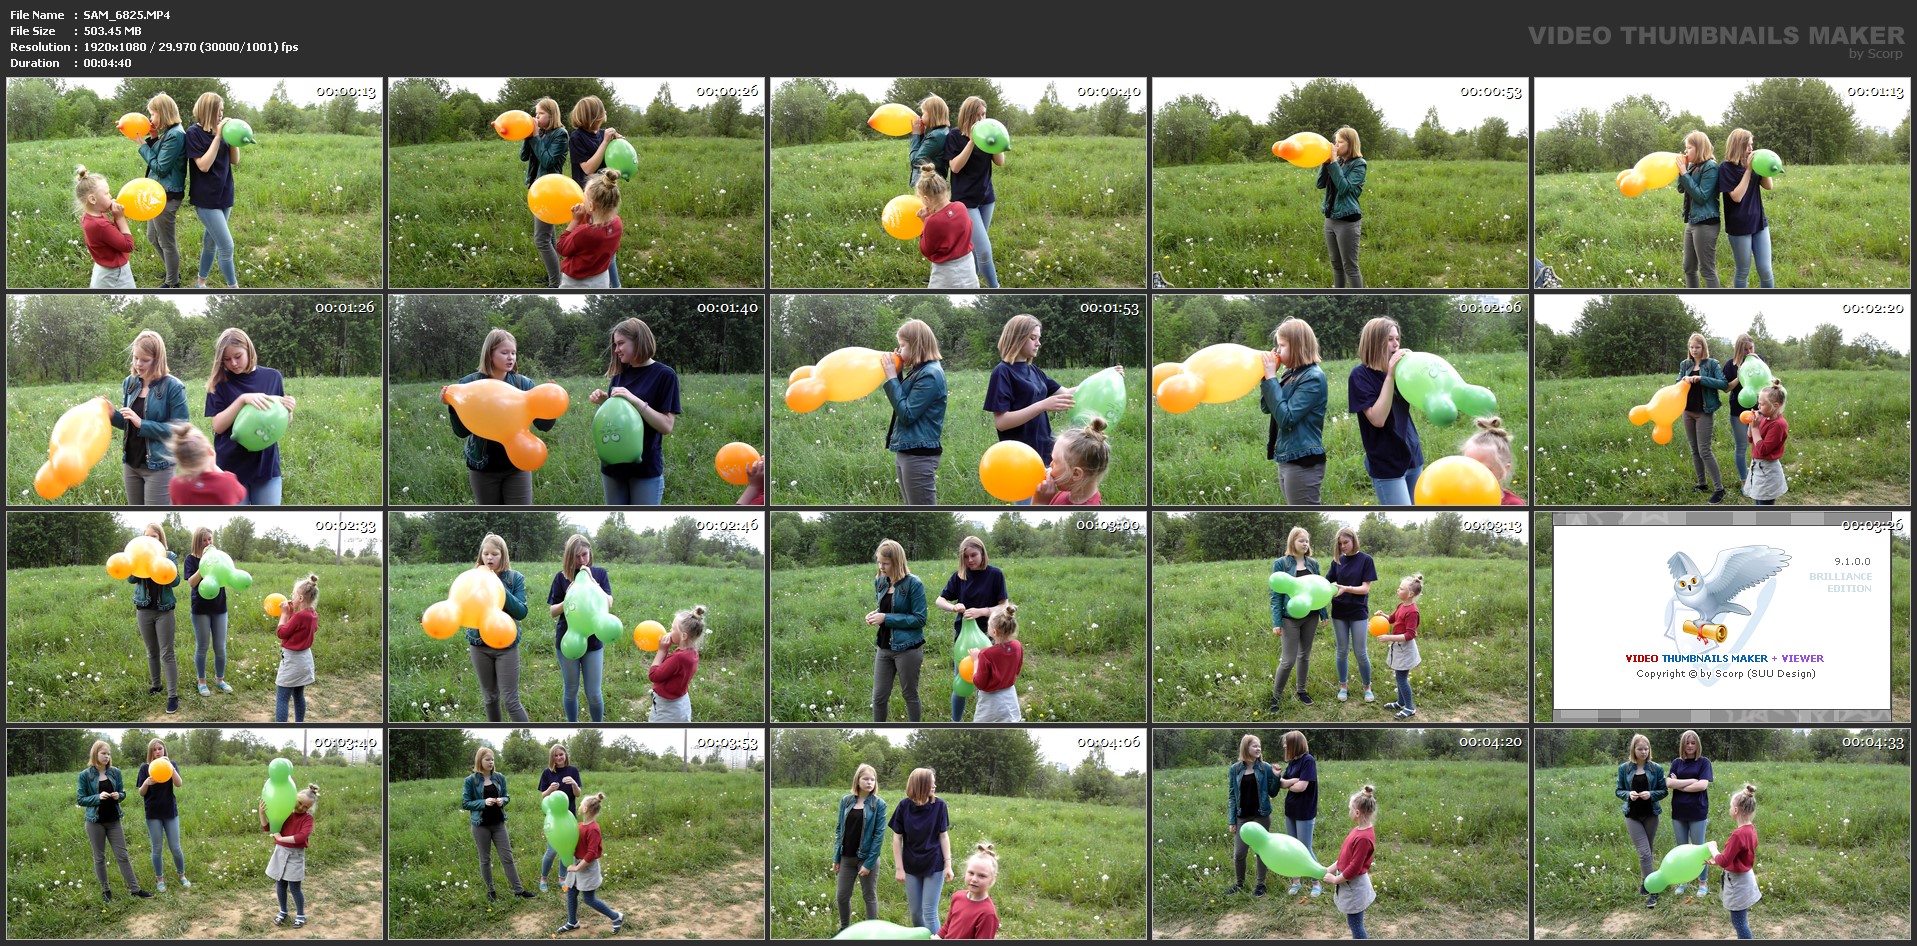 File Name : SAM_6825.MP4
File Size : 503.45 MB
Resolution : 1920x1080 / 29.970 (30000/1001) fps
Duration : 00:04:40
VIDEO THUMBNAILS MAKER
by Scorp
00:00:13
00:00:26
00:00:40
00:00:53
00:01:13
00:01:26
00:01:40
00:01:53
00:02:06
00:02:20
00:02:33
00:02:46
00:03:00
00:03:13
00:03:26
9.1.0.0
BRILLIANCE
EDITION
VIDEO THUMBNAILS MAKER + VIEWER
Copyright © by Scorp (SUU Design)
00:03:40
00:03:53
00:04:06
00:04:20
00:04:33